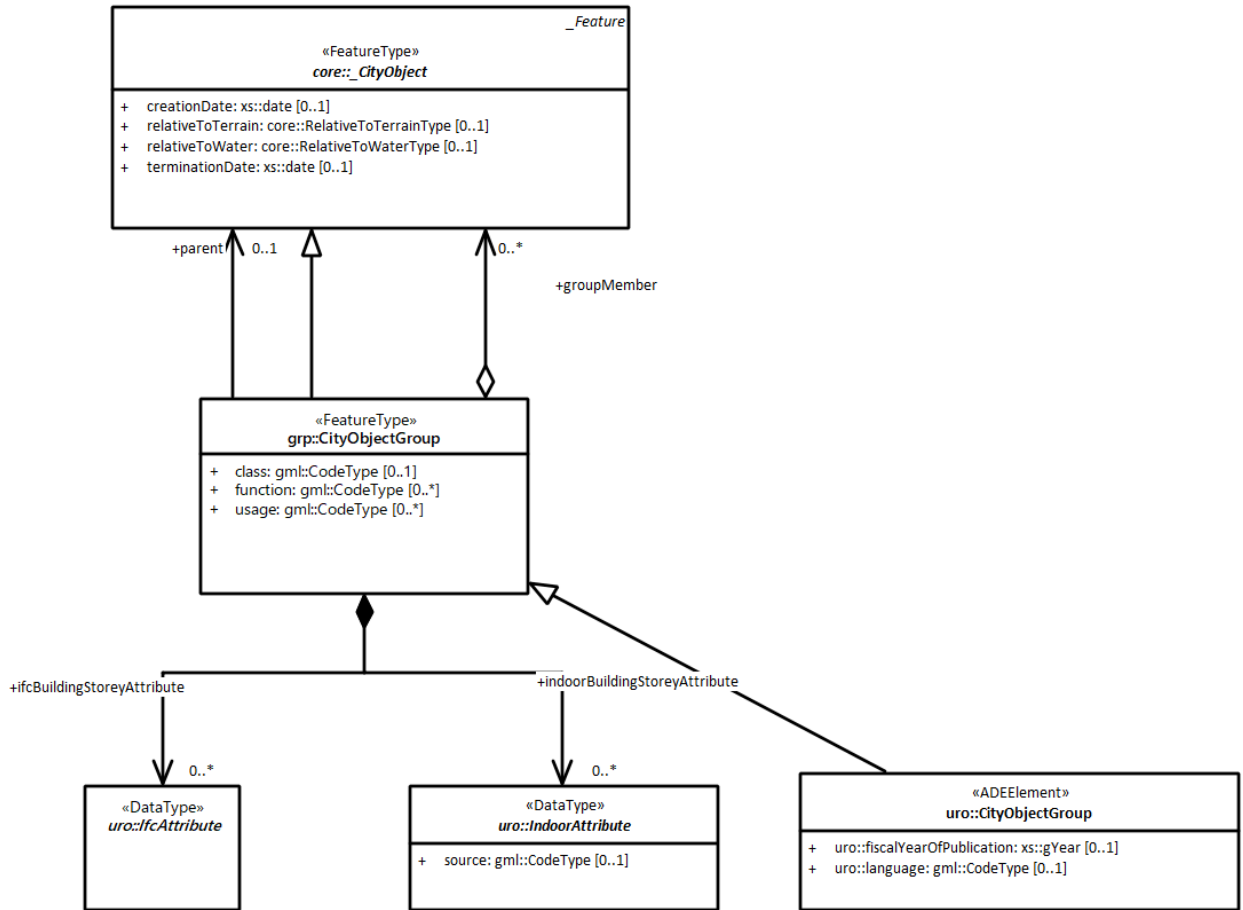 _Feature
«FeatureType»
core::_CityObject
+ creationDate: xs::date [0..1]
+ relativeToTerrain: core::RelativeToTerrainType [0..1]
+ relativeToWater: core::RelativeToWaterType [0..1]
+ terminationDate: xs::date [0..1]
+parent
0..1
0..*
+groupMember
«FeatureType»
grp::CityObjectGroup
+ class: gml::CodeType [0..1]
+ function: gml::CodeType [0..*]
+ usage: gml::CodeType [0..*]
+ifcBuildingStoreyAttribute
+indoorBuildingStoreyAttribute
0..*
0..*
«DataType»
uro::IfcAttribute
«DataType»
uro::IndoorAttribute
+ source: gml::CodeType [0..1]
«ADEElement»
uro::CityObjectGroup
+ uro::fiscalYearOfPublication: xs::gYear [0..1]
+ uro::language: gml::CodeType [0..1]